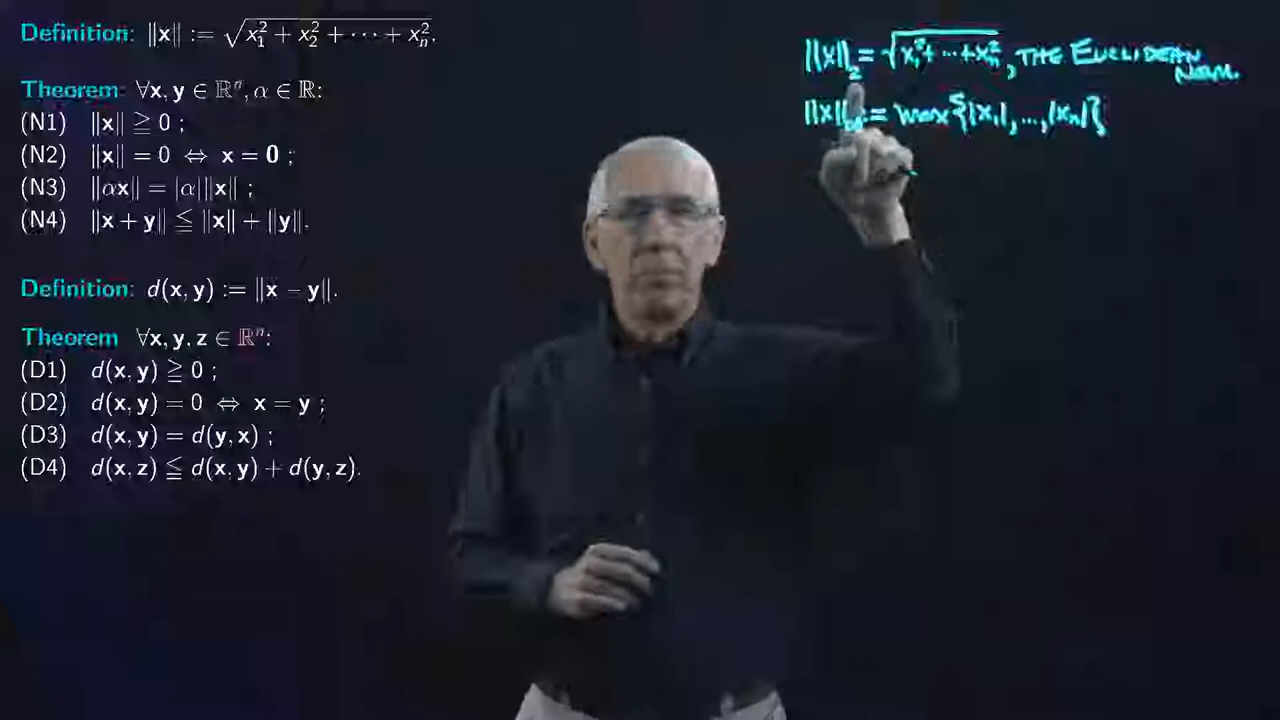 Definition: ‖x‖ := √(x₁² + x₂² + ⋯ + xₙ²).
Theorem: ∀x, y ∈ ℝⁿ, α ∈ ℝ:
(N1) ‖x‖ ≧ 0 ;
(N2) ‖x‖ = 0 ⇔ x = 0 ;
(N3) ‖αx‖ = |α|‖x‖ ;
(N4) ‖x + y‖ ≦ ‖x‖ + ‖y‖.
Definition: d(x, y) := ‖x − y‖.
Theorem ∀x, y, z ∈ ℝⁿ:
(D1) d(x, y) ≧ 0 ;
(D2) d(x, y) = 0 ⇔ x = y ;
(D3) d(x, y) = d(y, x) ;
(D4) d(x, z) ≦ d(x, y) + d(y, z).
‖x‖₂ = √(x₁² + ⋯ + xₙ²), THE EUCLIDEAN
NORM.
‖x‖∞ := max{|x₁|, ..., |xₙ|}